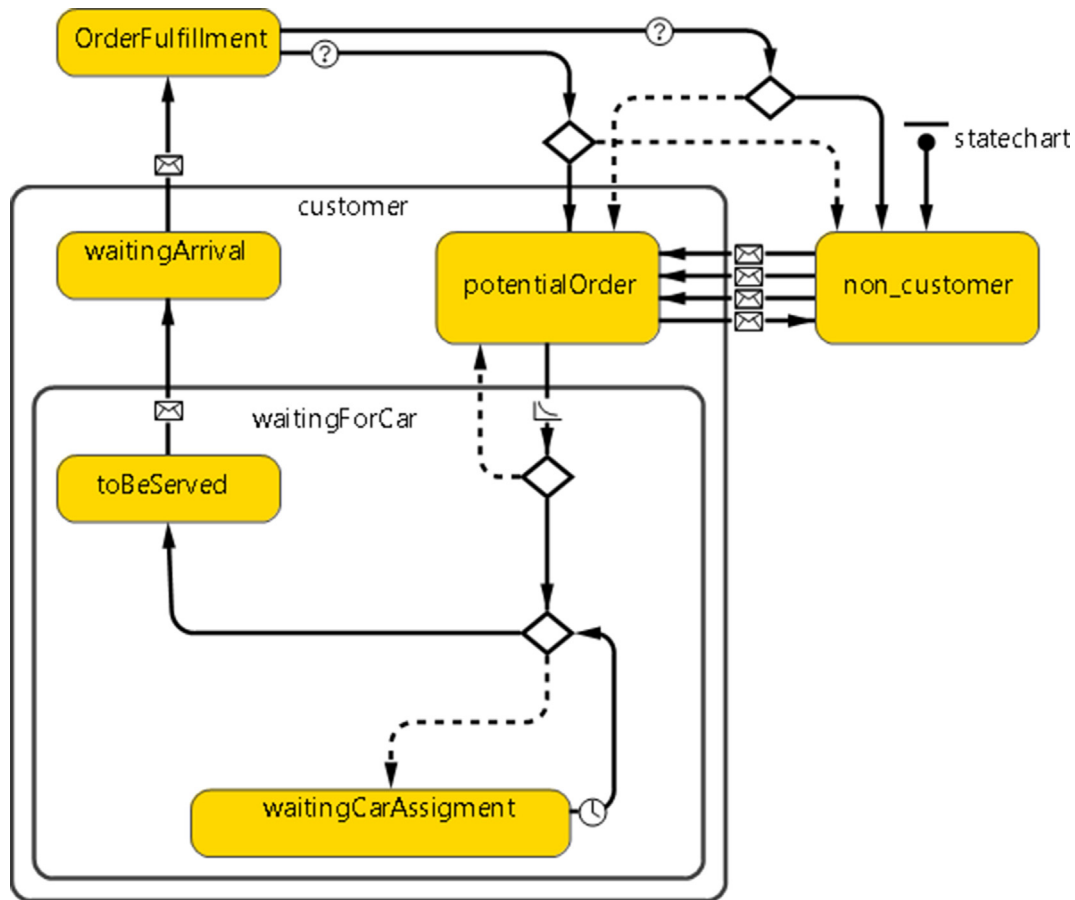 OrderFulfillment
statechart
customer
waitingArrival
potentialOrder
non_customer
waitingForCar
toBeServed
waitingCarAssigment